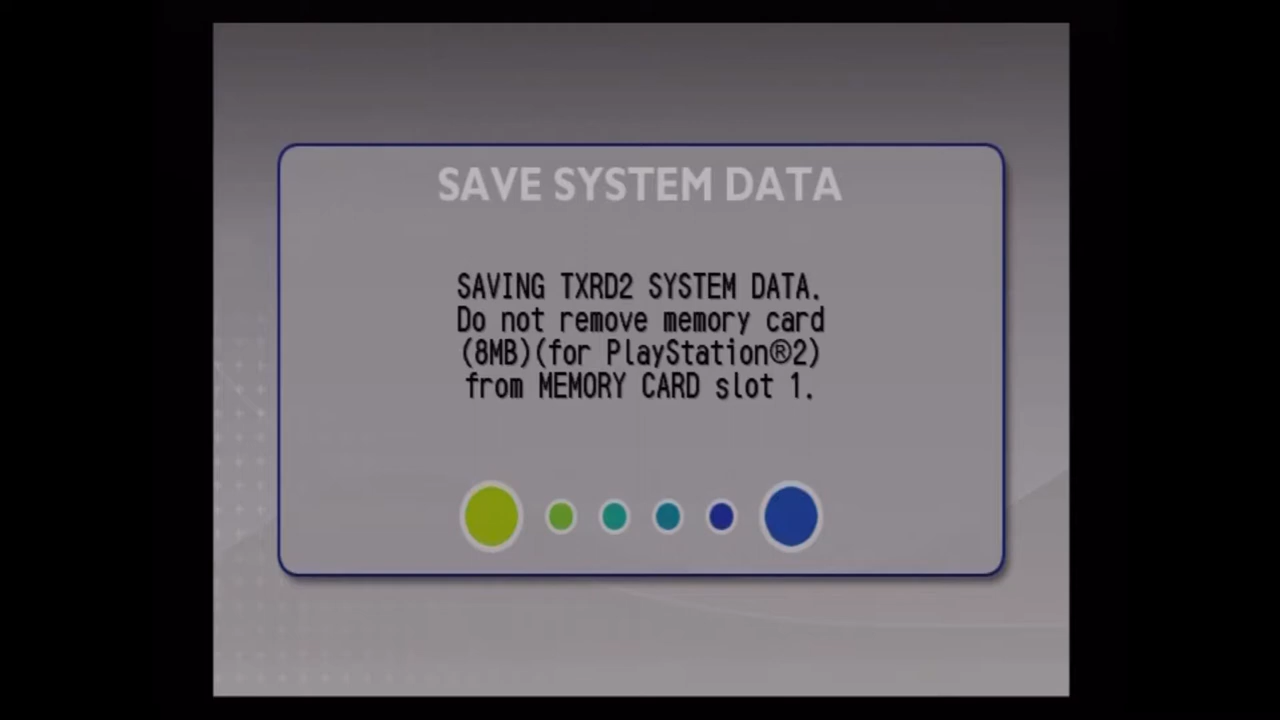 SAVE SYSTEM DATA
SAVING TXRD2 SYSTEM DATA.
Do not remove memory card
(8MB)(for PlayStation®2)
from MEMORY CARD slot 1.